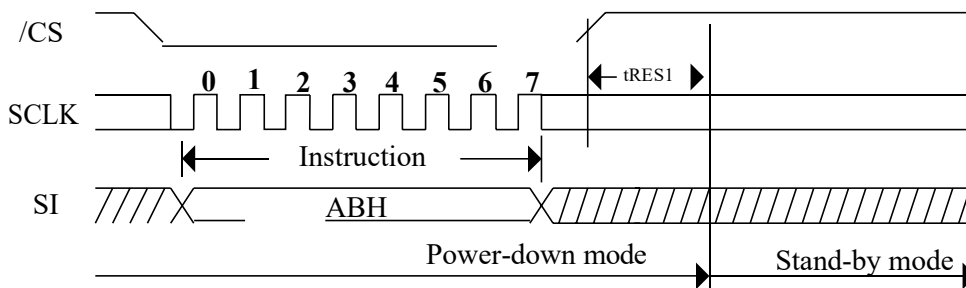 /CS
tRES1
0 1 2 3 4 5 6 7
SCLK
Instruction
SI
ABH
Power-down mode
Stand-by mode